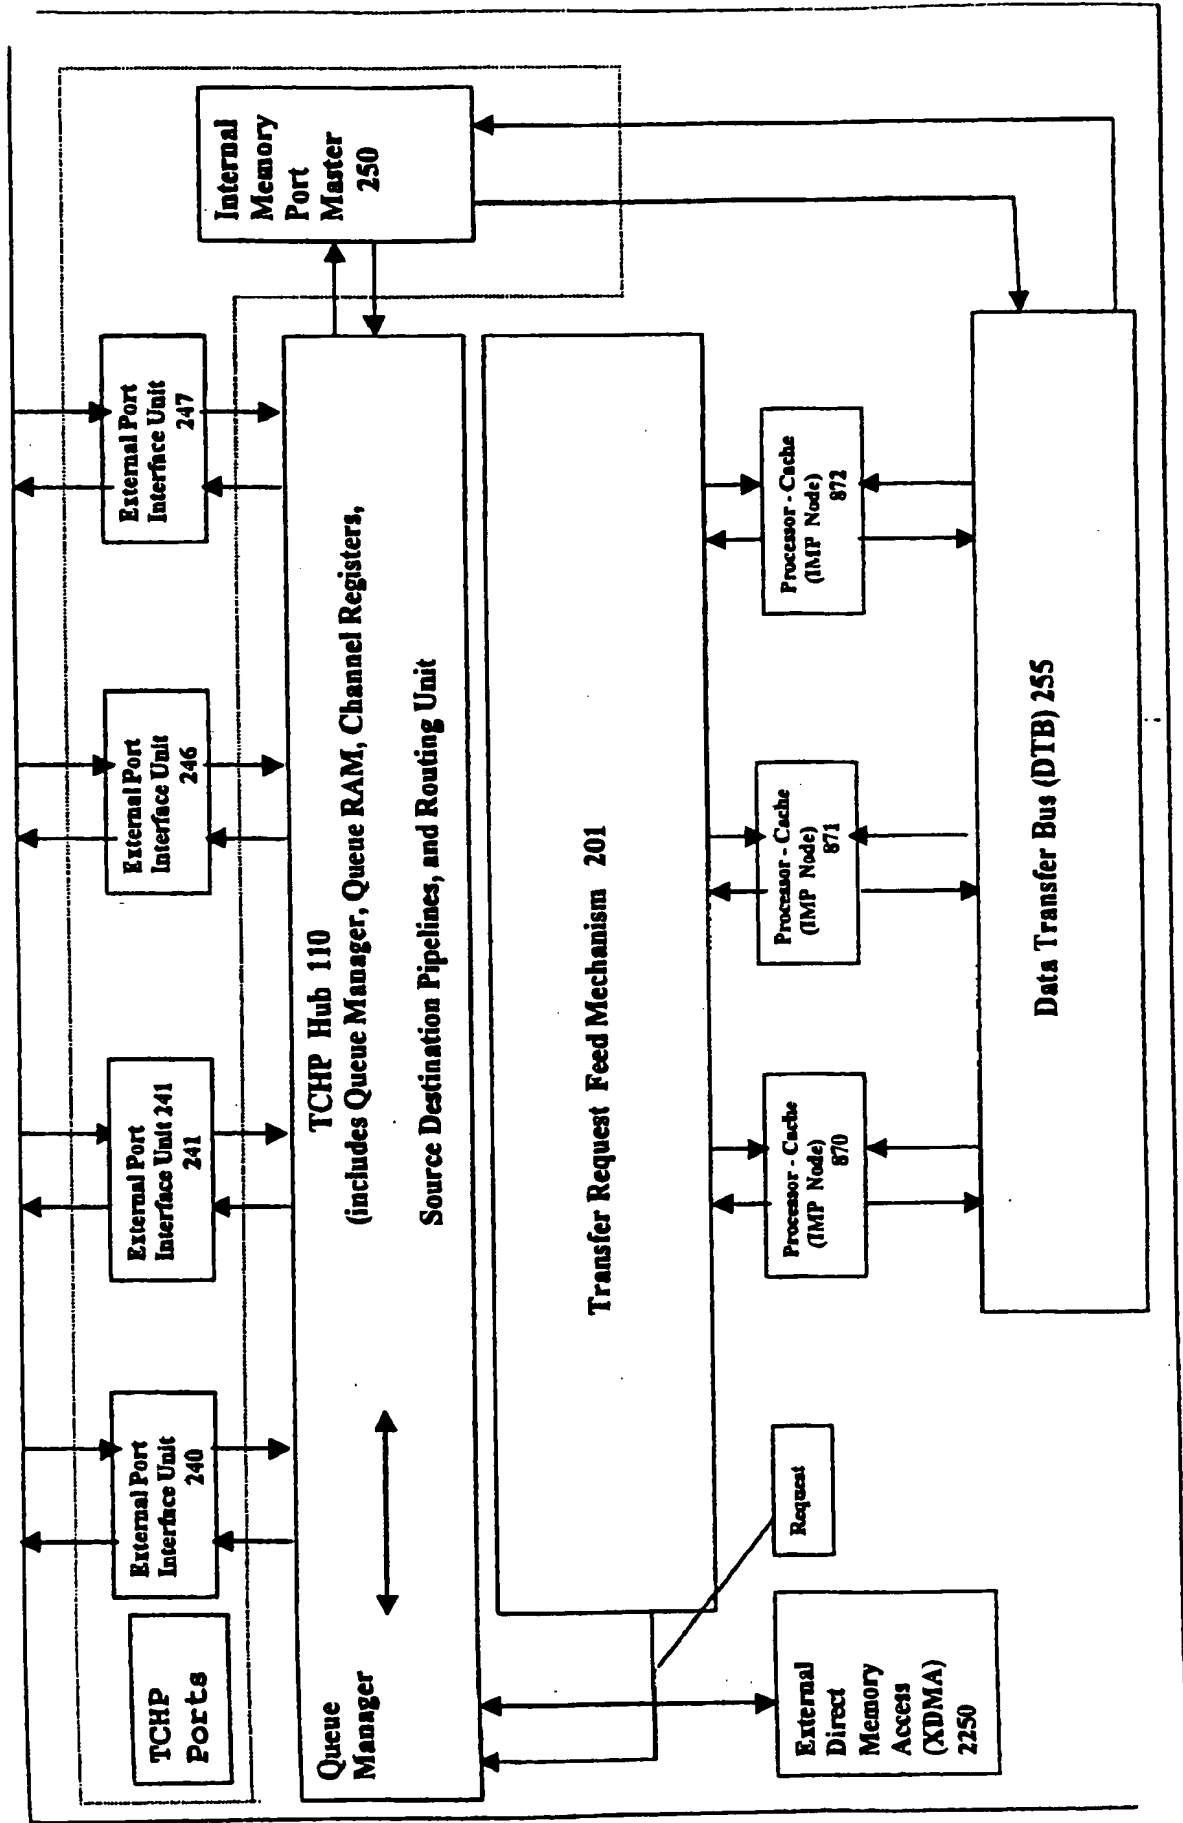 TCHP
Ports
External Port
Interface Unit
240
External Port
Interface Unit 241
241
External Port
Interface Unit
246
External Port
Interface Unit
247
Internal
Memory
Port
Master
250
Queue
Manager
TCHP Hub 110
(includes Queue Manager, Queue RAM, Channel Registers,
Source Destination Pipelines, and Routing Unit
Transfer Request Feed Mechanism 201
External
Direct
Memory
Access
(XDMA)
2250
Request
Processor - Cache
(IMP Node)
870
Processor - Cache
(IMP Node)
871
Processor - Cache
(IMP Node)
872
Data Transfer Bus (DTB) 255